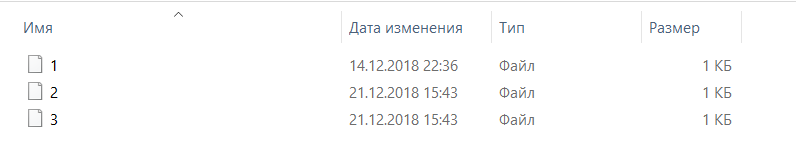 Имя Дата изменения Тип Размер
1 14.12.2018 22:36 Файл 1 КБ
2 21.12.2018 15:43 Файл 1 КБ
3 21.12.2018 15:43 Файл 1 КБ